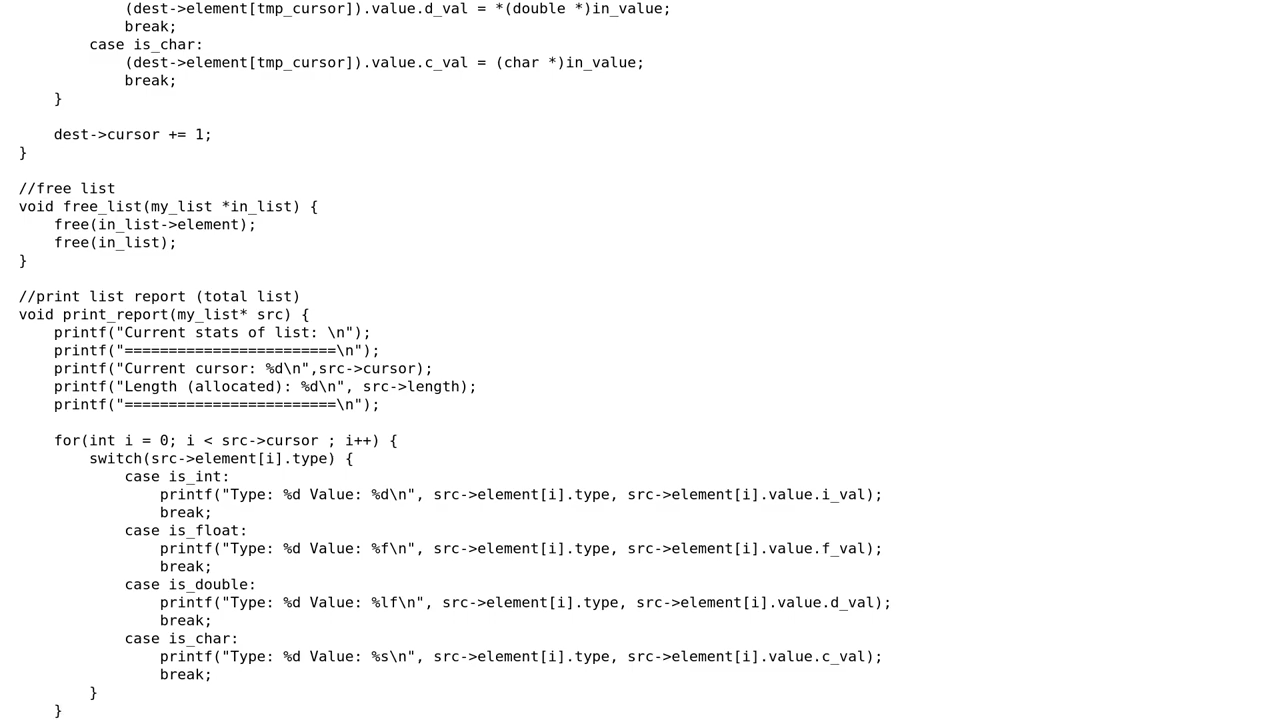 (dest->element[tmp_cursor]).value.d_val = *(double *)in_value;
            break;
        case is_char:
            (dest->element[tmp_cursor]).value.c_val = (char *)in_value;
            break;
    }

    dest->cursor += 1;
}

//free list
void free_list(my_list *in_list) {
    free(in_list->element);
    free(in_list);
}

//print list report (total list)
void print_report(my_list* src) {
    printf("Current stats of list: \n");
    printf("========================\n");
    printf("Current cursor: %d\n",src->cursor);
    printf("Length (allocated): %d\n", src->length);
    printf("========================\n");

    for(int i = 0; i < src->cursor ; i++) {
        switch(src->element[i].type) {
            case is_int:
                printf("Type: %d Value: %d\n", src->element[i].type, src->element[i].value.i_val);
                break;
            case is_float:
                printf("Type: %d Value: %f\n", src->element[i].type, src->element[i].value.f_val);
                break;
            case is_double:
                printf("Type: %d Value: %lf\n", src->element[i].type, src->element[i].value.d_val);
                break;
            case is_char:
                printf("Type: %d Value: %s\n", src->element[i].type, src->element[i].value.c_val);
                break;
        }
    }